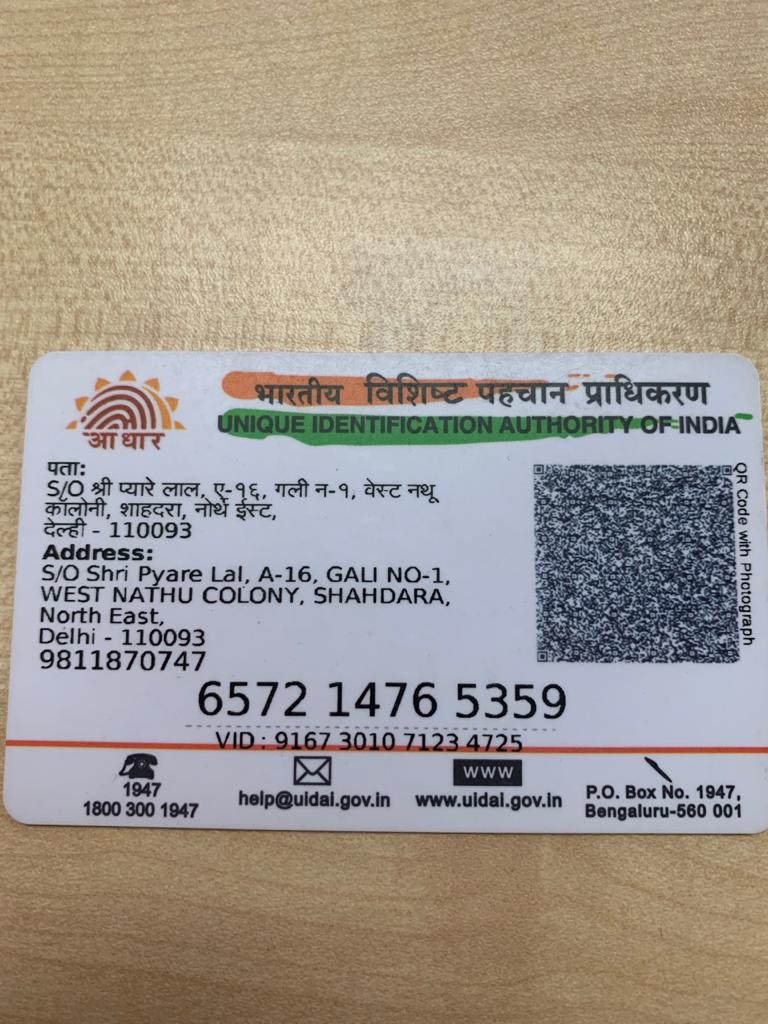 भारतीय विशिष्ट पहचान प्राधिकरण
UNIQUE IDENTIFICATION AUTHORITY OF INDIA
आधार
पता:
S/O श्री प्यारे लाल, ए-१६, गली न-१, वेस्ट नथू
कॉलोनी, शाहदरा, नोर्थ ईस्ट,
देल्ही - 110093
Address:
S/O Shri Pyare Lal, A-16, GALI NO-1,
WEST NATHU COLONY, SHAHDARA,
North East,
Delhi - 110093
9811870747
QR Code with Photograph
6572 1476 5359
VID : 9167 3010 7123 4725
1947
1800 300 1947
help@uidai.gov.in
www
www.uidai.gov.in
P.O. Box No. 1947,
Bengaluru-560 001